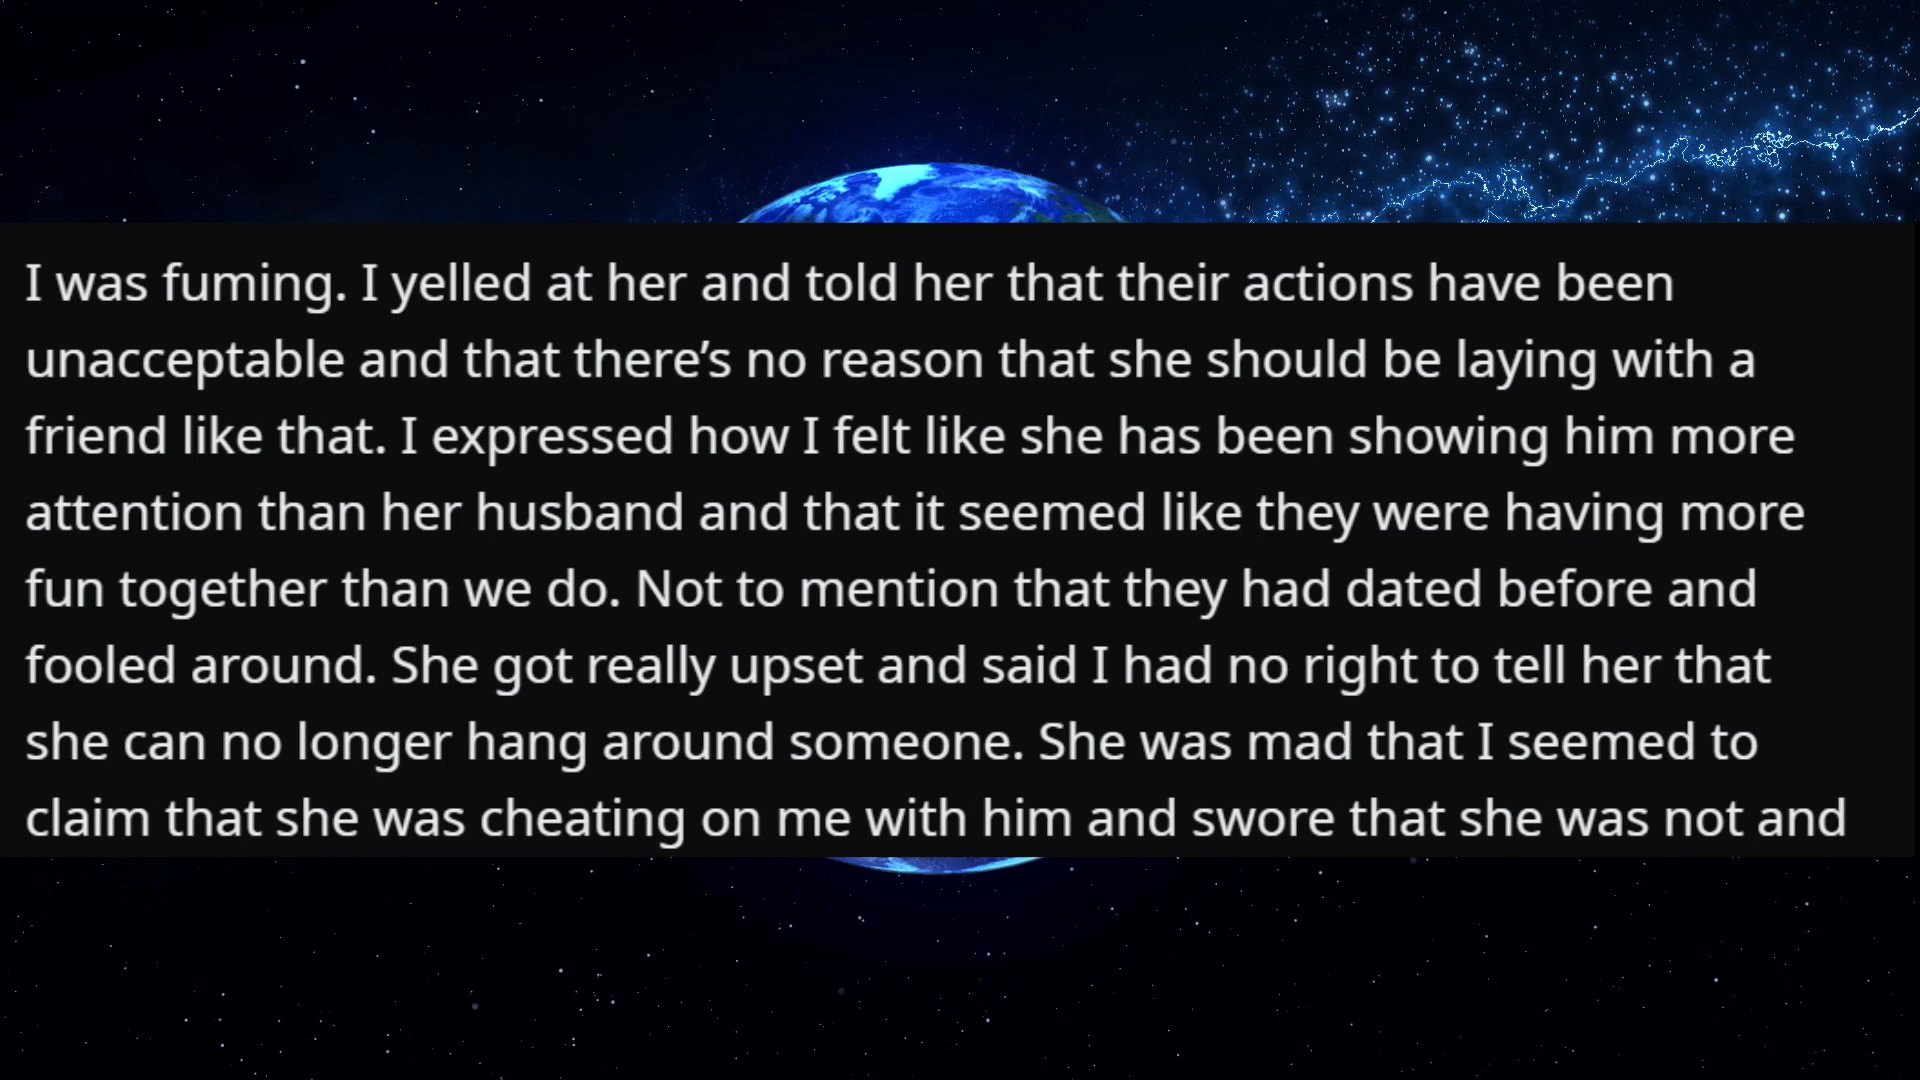 I was fuming. I yelled at her and told her that their actions have been
unacceptable and that there’s no reason that she should be laying with a
friend like that. I expressed how I felt like she has been showing him more
attention than her husband and that it seemed like they were having more
fun together than we do. Not to mention that they had dated before and
fooled around. She got really upset and said I had no right to tell her that
she can no longer hang around someone. She was mad that I seemed to
claim that she was cheating on me with him and swore that she was not and